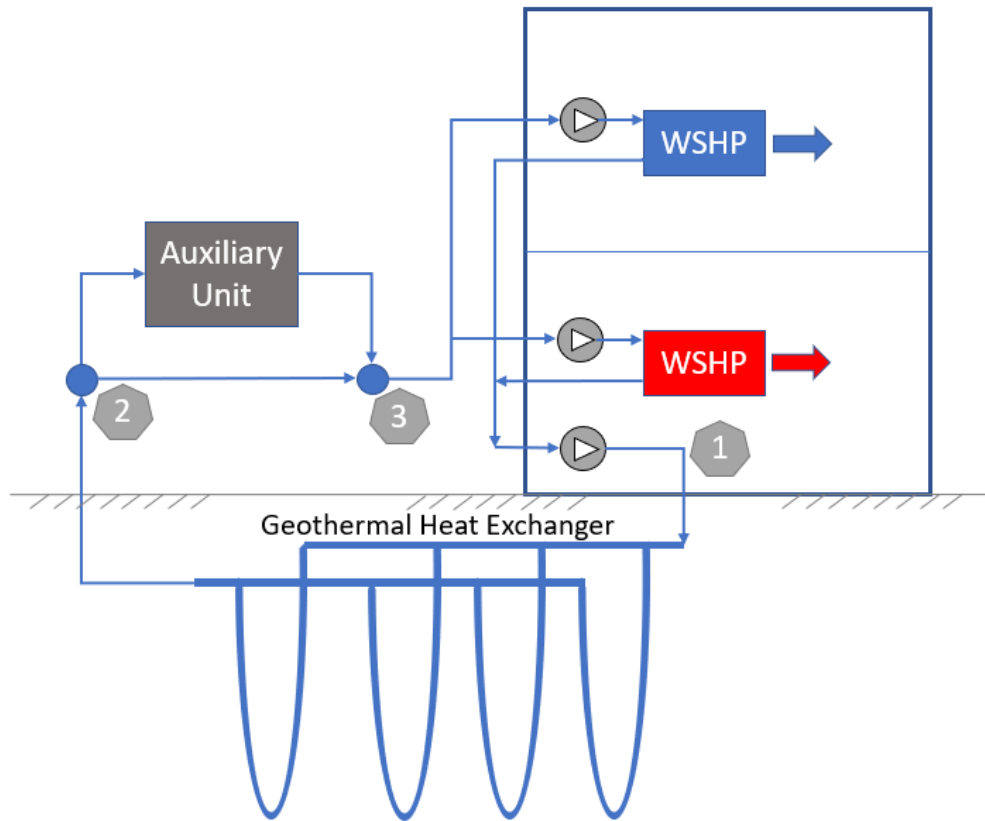 WSHP
Auxiliary
Unit
WSHP
2
3
1
Geothermal Heat Exchanger